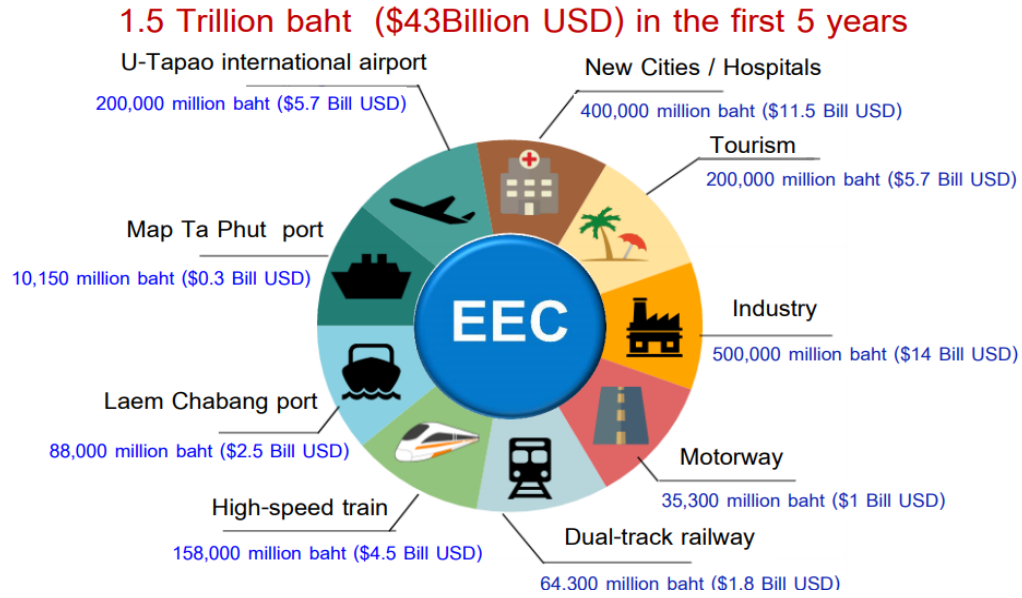 1.5 Trillion baht ($43Billion USD) in the first 5 years
U-Tapao international airport
200,000 million baht ($5.7 Bill USD)
New Cities / Hospitals
400,000 million baht ($11.5 Bill USD)
Tourism
200,000 million baht ($5.7 Bill USD)
Map Ta Phut port
10,150 million baht ($0.3 Bill USD)
EEC
Industry
500,000 million baht ($14 Bill USD)
Laem Chabang port
88,000 million baht ($2.5 Bill USD)
Motorway
35,300 million baht ($1 Bill USD)
High-speed train
158,000 million baht ($4.5 Bill USD)
Dual-track railway
64,300 million baht ($1.8 Bill USD)